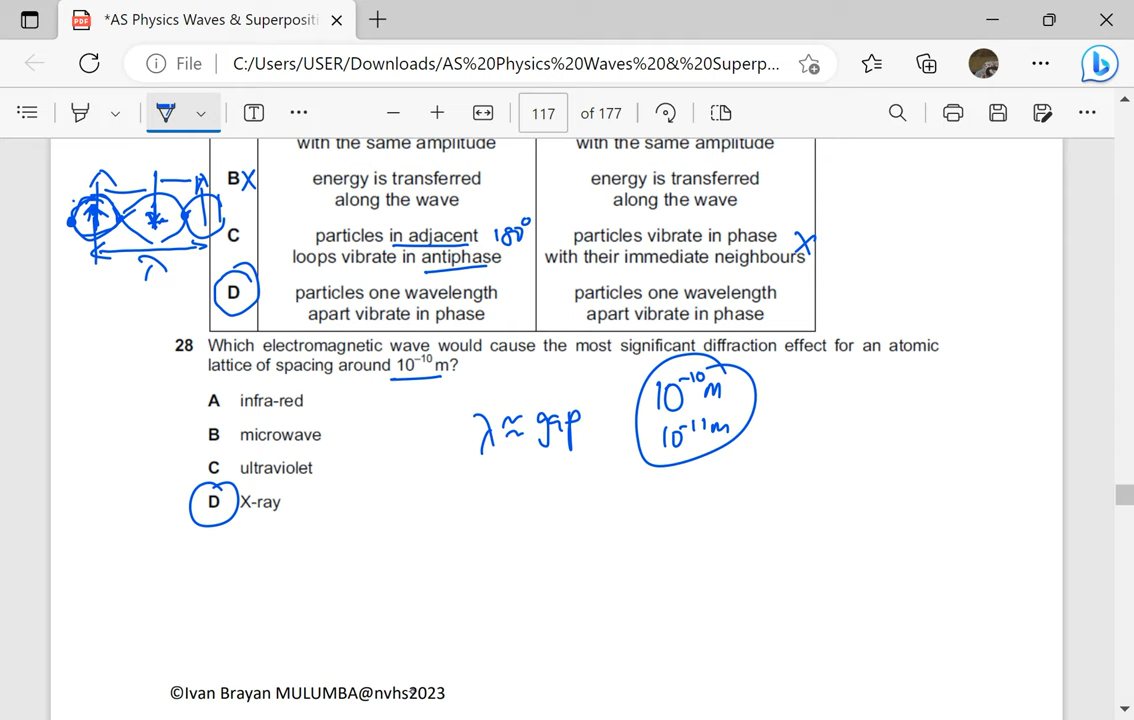 *AS Physics Waves & Superpositi
File C:/Users/USER/Downloads/AS%20Physics%20Waves%20&%20Superp...
117 of 177
with the same amplitude with the same amplitude
B X energy is transferred energy is transferred
along the wave along the wave
C particles in adjacent 180° particles vibrate in phase X
loops vibrate in antiphase with their immediate neighbours
D particles one wavelength particles one wavelength
apart vibrate in phase apart vibrate in phase
28 Which electromagnetic wave would cause the most significant diffraction effect for an atomic
lattice of spacing around 10⁻¹⁰ m?
10⁻¹⁰ m
A infra-red
λ ≈ gap
10⁻¹¹ m
B microwave
C ultraviolet
D X-ray
©Ivan Brayan MULUMBA@nvhs2023